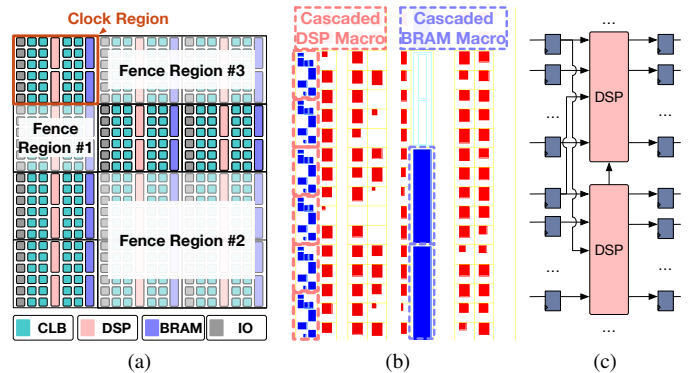 Clock Region
Fence Region #3
Fence
Region #1
Fence Region #2
CLB
DSP
BRAM
IO
(a)
Cascaded
DSP Macro
Cascaded
BRAM Macro
(b)
...
...
DSP
...
...
DSP
...
...
...
(c)